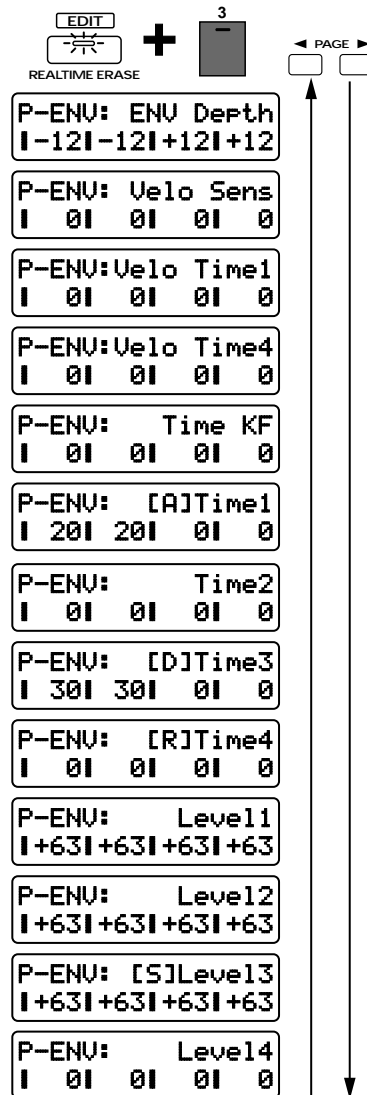 EDIT
3
◄ PAGE ►
REALTIME ERASE
P-ENV: ENV Depth
-12 -12 +12 +12
P-ENV: Velo Sens
0 0 0 0
P-ENV:Velo Time1
0 0 0 0
P-ENV:Velo Time4
0 0 0 0
P-ENV: Time KF
0 0 0 0
P-ENV: [A]Time1
20 20 0 0
P-ENV: Time2
0 0 0 0
P-ENV: [D]Time3
30 30 0 0
P-ENV: [R]Time4
0 0 0 0
P-ENV: Level1
+63 +63 +63 +63
P-ENV: Level2
+63 +63 +63 +63
P-ENV: [S]Level3
+63 +63 +63 +63
P-ENV: Level4
0 0 0 0